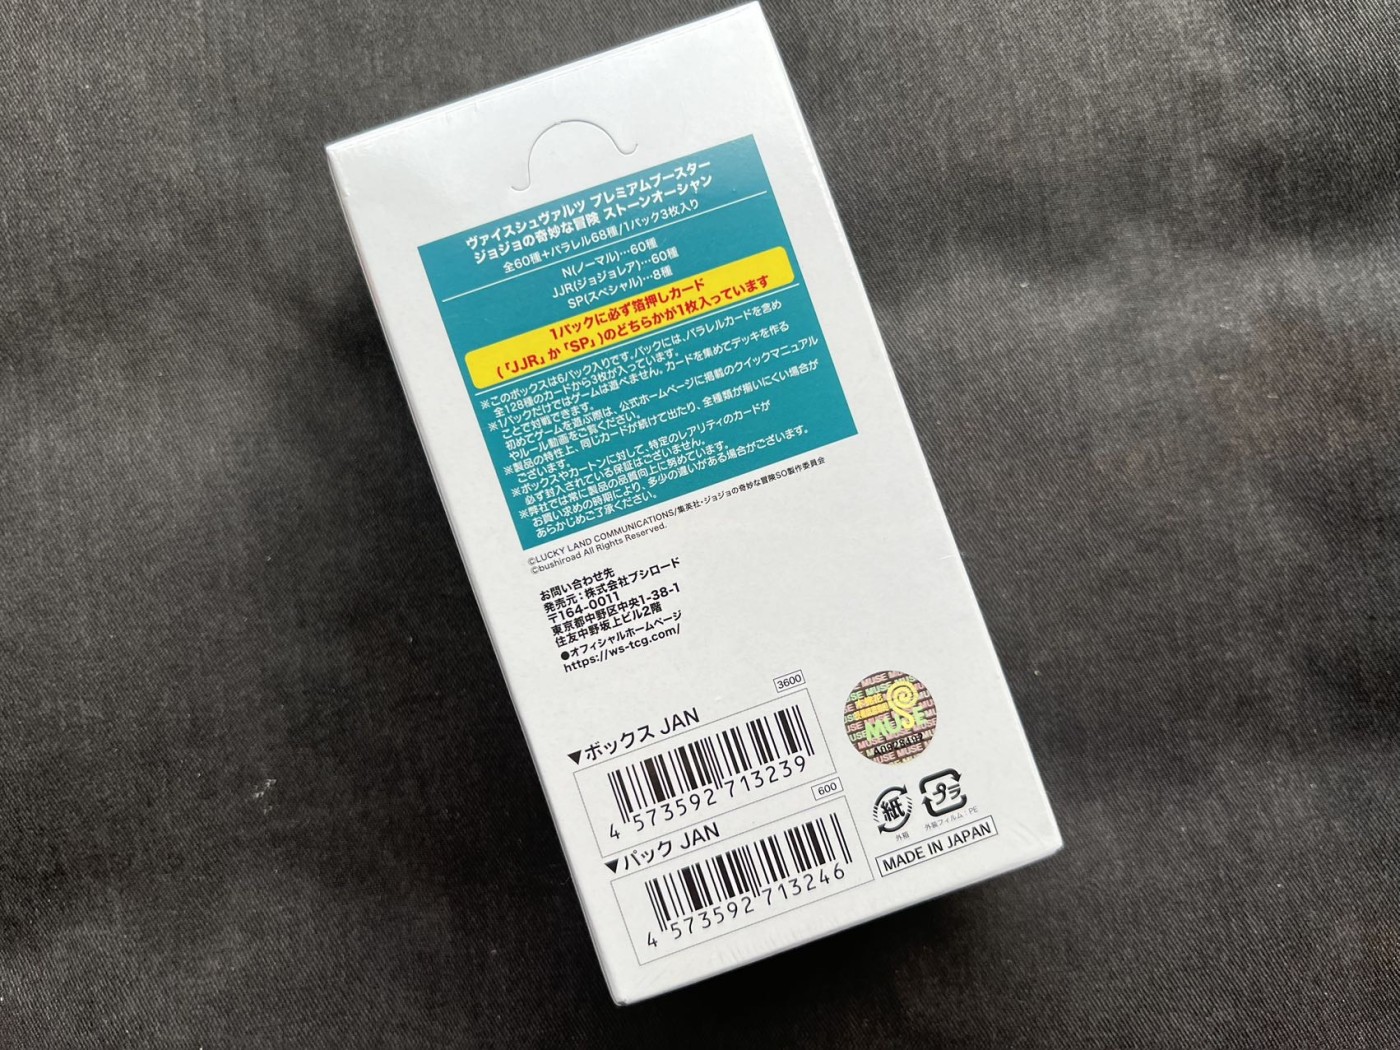 ヴァイスシュヴァルツ プレミアムブースター
ジョジョの奇妙な冒険 ストーンオーシャン
全60種+パラレル68種/1パック3枚入り
N(ノーマル)…60種
JJR(ジョジョレア)…60種
SP(スペシャル)…8種
1パックに必ず箔押しカード
(「JJR」か「SP」)のどちらかが1枚入っています
※このボックスは6パック入りです。パックには、パラレルカードを含め
全128種のカードから3枚が入っています。
※1パックだけではゲームは遊べません。カードを集めてデッキを作る
ことで対戦できます。
初めてゲームを遊ぶ際は、公式ホームページに掲載のクイックマニュアル
やルール動画をご覧ください。
※製品の特性上、同じカードが続けて出たり、全種類が揃いにくい場合が
ございます。
※ボックスやカートンに対して、特定のレアリティのカードが
必ず封入されている保証はございません。
※弊社では常に製品の品質向上に努めています。
お買い求めの時期により、多少の違いがある場合がございます。
あらかじめご了承ください。
©LUCKY LAND COMMUNICATIONS/集英社・ジョジョの奇妙な冒険SO製作委員会
©bushiroad All Rights Reserved.
お問い合わせ先
発売元:株式会社ブシロード
〒164-0011
東京都中野区中央1-38-1
住友中野坂上ビル2階
●オフィシャルホームページ
https://ws-tcg.com/
3600
▼ボックス JAN
4 573592 713239
600
▼パック JAN
4 573592 713246
MUSE
紙
外箱
プラ
外装フィルム:PE
MADE IN JAPAN